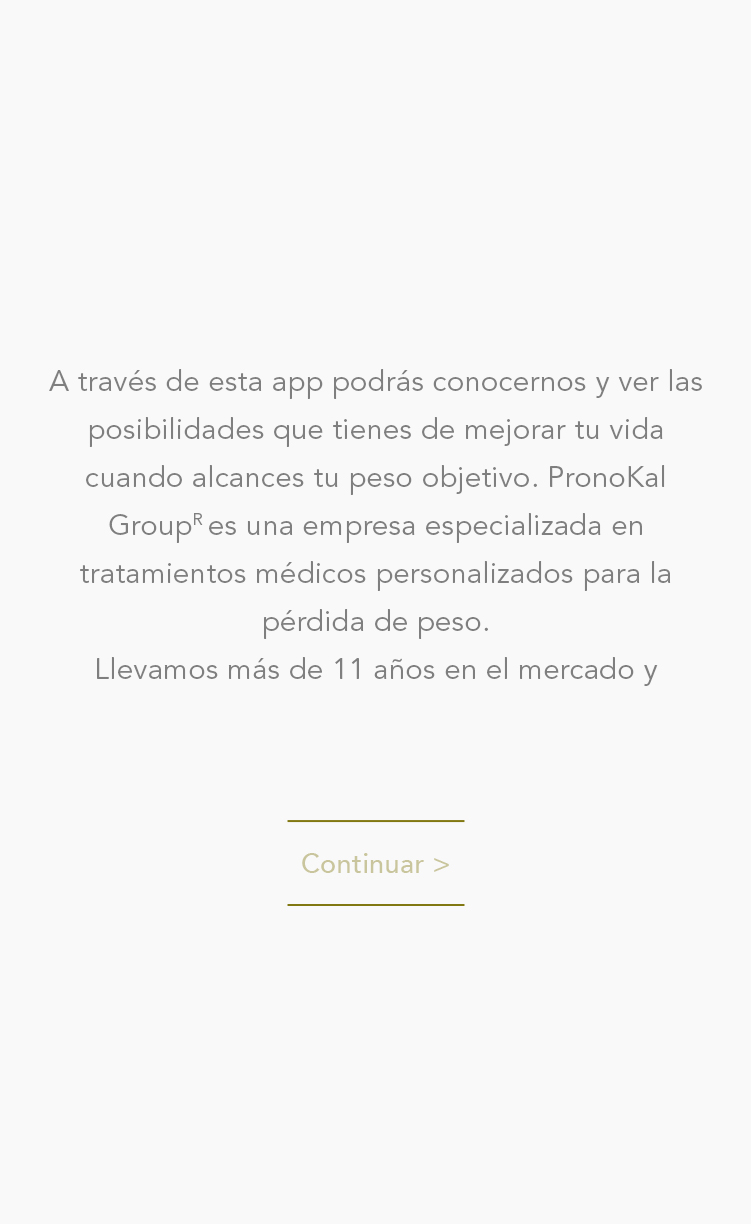 A través de esta app podrás conocernos y ver las
posibilidades que tienes de mejorar tu vida
cuando alcances tu peso objetivo. PronoKal
Groupᴿ es una empresa especializada en
tratamientos médicos personalizados para la
pérdida de peso.
Llevamos más de 11 años en el mercado y
Continuar >